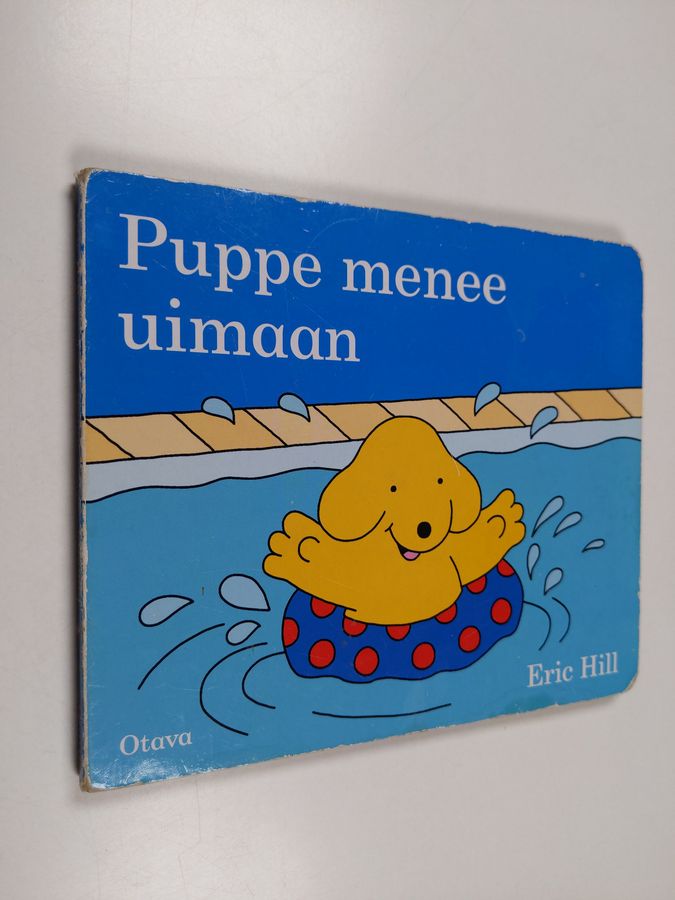 Puppe menee
uimaan
Eric Hill
Otava